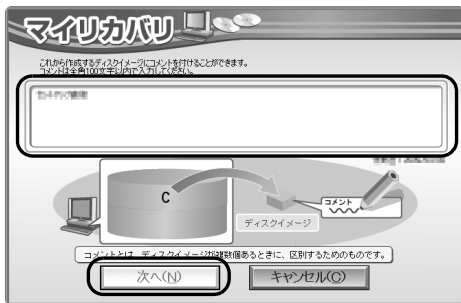 マイリカバリ
これから作成するディスクイメージにコメントを付けることができます。
コメントは全角100文字以内で入力してください。
C
コメント
ディスクイメージ
コメントとは、ディスクイメージが複数個あるときに、区別するためのものです。
次へ(N)
キャンセル(C)